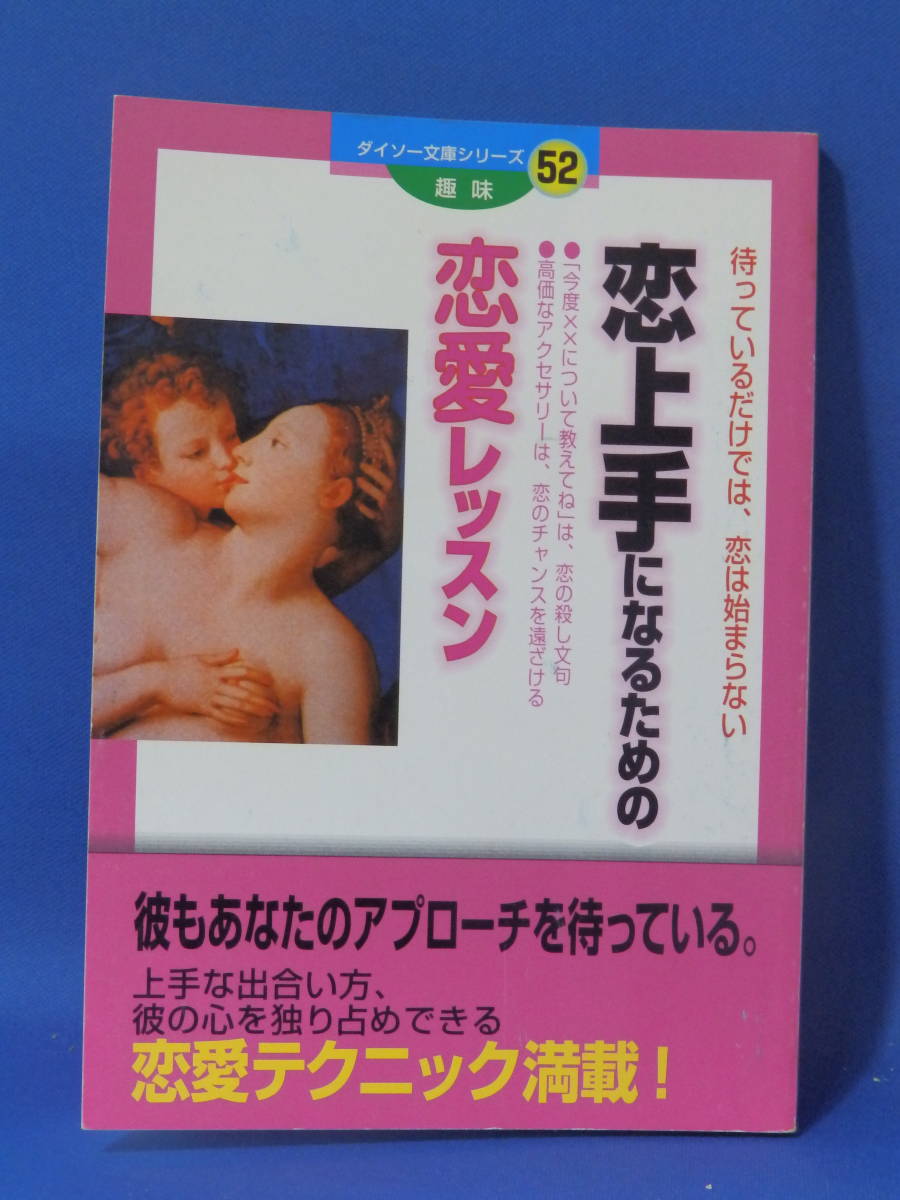 ダイソー文庫シリーズ 52
趣味
待っているだけでは、恋は始まらない
恋上手になるための
●「今度××について教えてね」は、恋の殺し文句
●高価なアクセサリーは、恋のチャンスを遠ざける
恋愛レッスン
彼もあなたのアプローチを待っている。
上手な出合い方、
彼の心を独り占めできる
恋愛テクニック満載!